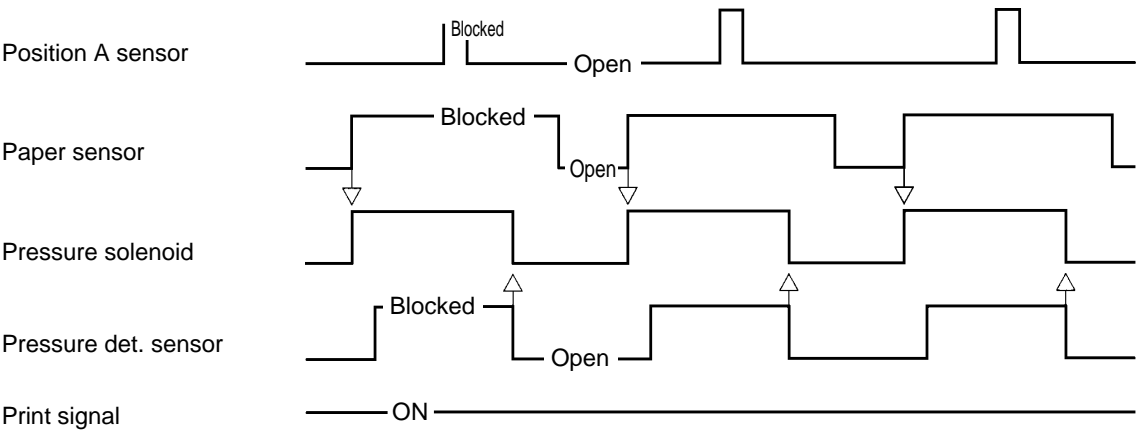 Blocked
Position A sensor
Open
Blocked
Paper sensor
Open
Pressure solenoid
Blocked
Pressure det. sensor
Open
Print signal
ON